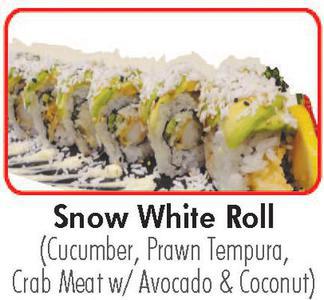 Snow White Roll
(Cucumber, Prawn Tempura,
Crab Meat w/ Avocado & Coconut)